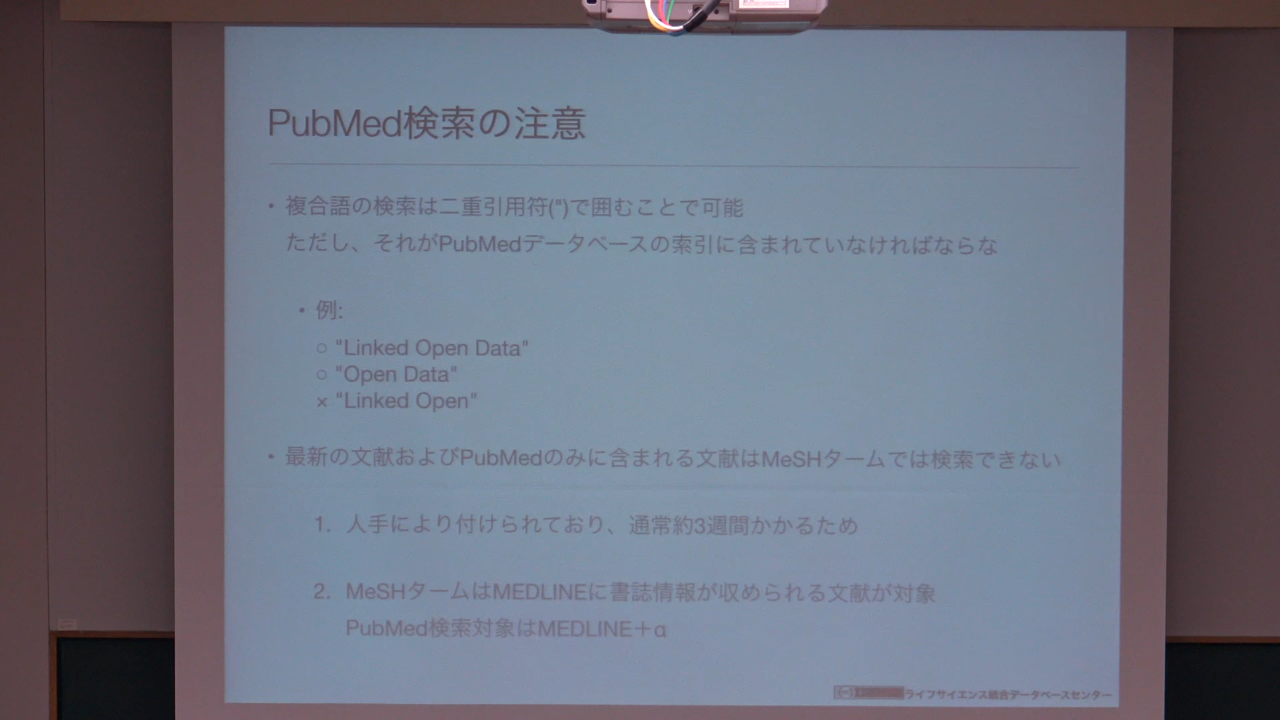 PubMed検索の注意
• 複合語の検索は二重引用符(")で囲むことで可能
ただし、それがPubMedデータベースの索引に含まれていなければならな
• 例:
○ "Linked Open Data"
○ "Open Data"
× "Linked Open"
• 最新の文献およびPubMedのみに含まれる文献はMeSHタームでは検索できない
1. 人手により付けられており、通常約3週間かかるため
2. MeSHタームはMEDLINEに書誌情報が収められる文献が対象
PubMed検索対象はMEDLINE＋α
ライフサイエンス統合データベースセンター